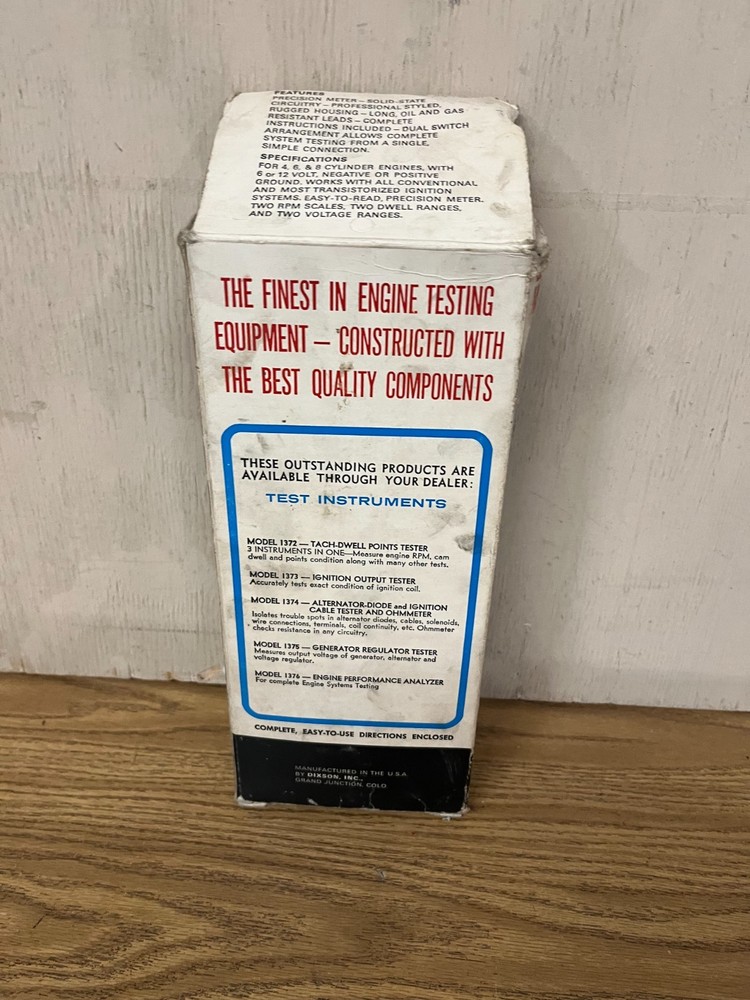 FEATURES
PRECISION METER – SOLID-STATE
CIRCUITRY – PROFESSIONAL STYLED,
RUGGED HOUSING – LONG, OIL AND GAS
RESISTANT LEADS – COMPLETE
INSTRUCTIONS INCLUDED – DUAL SWITCH
ARRANGEMENT ALLOWS COMPLETE
SYSTEM TESTING FROM A SINGLE,
SIMPLE CONNECTION.
SPECIFICATIONS
FOR 4, 6, & 8 CYLINDER ENGINES, WITH
6 or 12 VOLT, NEGATIVE OR POSITIVE
GROUND. WORKS WITH ALL CONVENTIONAL
AND MOST TRANSISTORIZED IGNITION
SYSTEMS. EASY-TO-READ, PRECISION METER.
TWO RPM SCALES, TWO DWELL RANGES,
AND TWO VOLTAGE RANGES.
THE FINEST IN ENGINE TESTING
EQUIPMENT – CONSTRUCTED WITH
THE BEST QUALITY COMPONENTS
THESE OUTSTANDING PRODUCTS ARE
AVAILABLE THROUGH YOUR DEALER:
TEST INSTRUMENTS
MODEL 1372 — TACH-DWELL POINTS TESTER
3 INSTRUMENTS IN ONE—Measure engine RPM, cam
dwell and points condition along with many other tests.
MODEL 1373 — IGNITION OUTPUT TESTER
Accurately tests exact condition of ignition coil.
MODEL 1374 — ALTERNATOR-DIODE and IGNITION
CABLE TESTER AND OHMMETER
Isolates trouble spots in alternator diodes, cables, solenoids,
wire connections, terminals, coil continuity, etc. Ohmmeter
checks resistance in any circuitry.
MODEL 1375 — GENERATOR REGULATOR TESTER
Measures output voltage of generator, alternator and
voltage regulator.
MODEL 1376 — ENGINE PERFORMANCE ANALYZER
For complete Engine Systems Testing
COMPLETE, EASY-TO-USE DIRECTIONS ENCLOSED
MANUFACTURED IN THE U.S.A.
BY DIXSON, INC.,
GRAND JUNCTION, COLO.